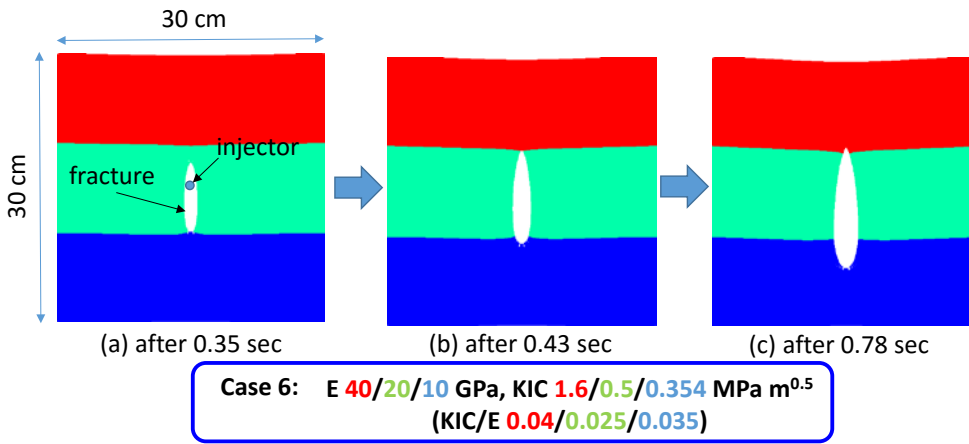 30 cm
30 cm
injector
fracture
(a) after 0.35 sec
(b) after 0.43 sec
(c) after 0.78 sec
Case 6: E 40/20/10 GPa, KIC 1.6/0.5/0.354 MPa m^0.5
(KIC/E 0.04/0.025/0.035)